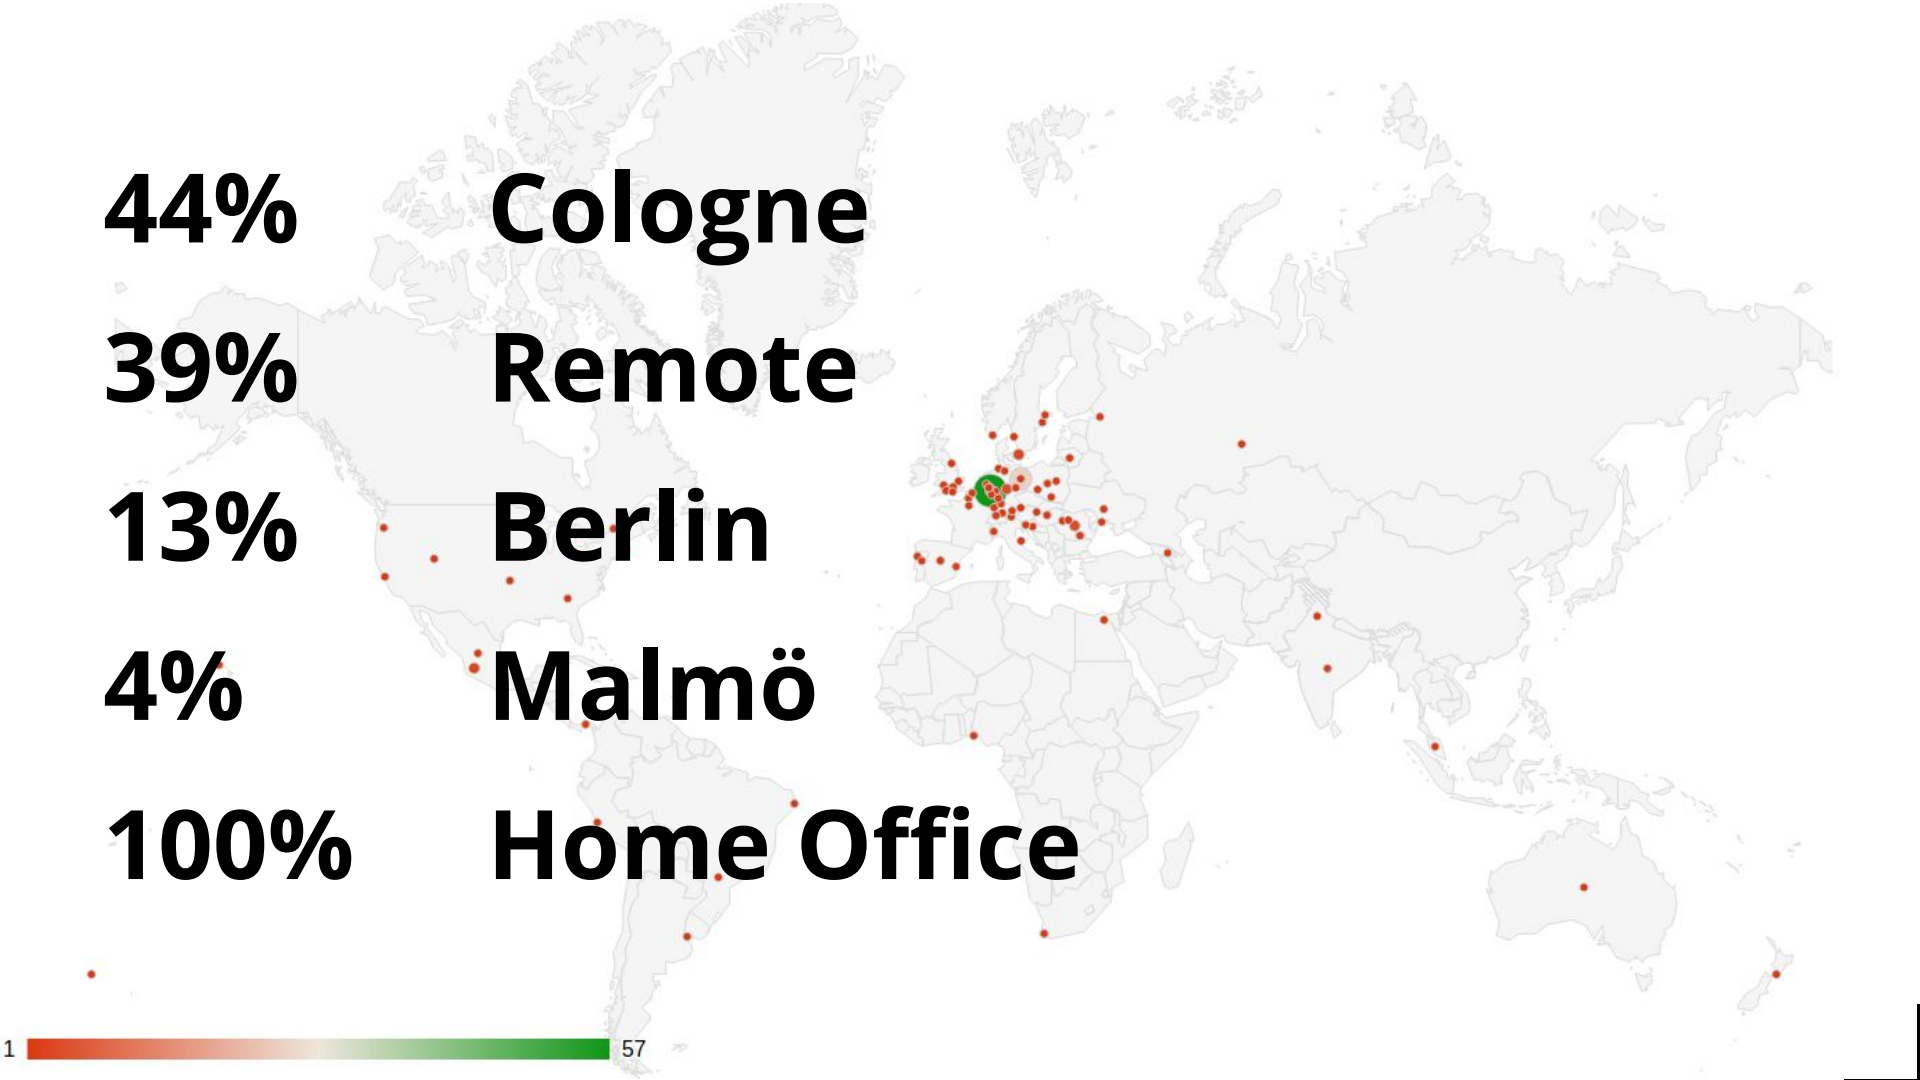 44% Cologne
39% Remote
13% Berlin
4% Malmö
100% Home Office
1 57